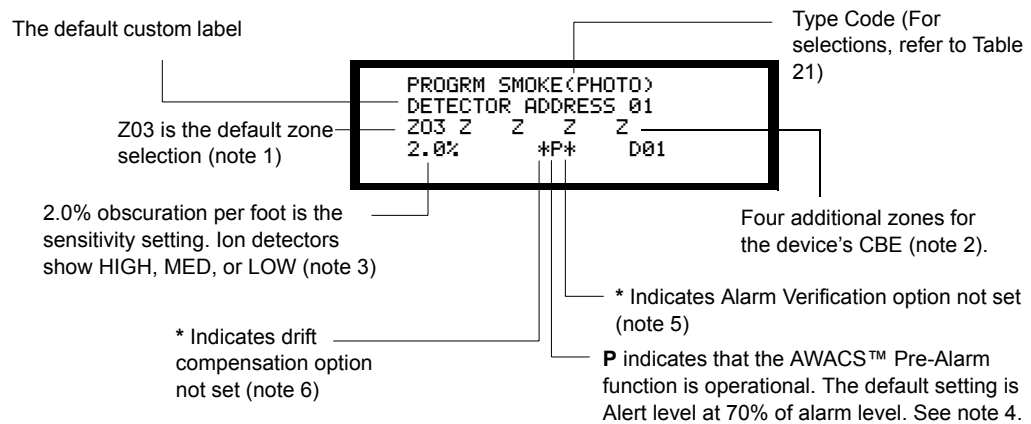 The default custom label
Type Code (For
selections, refer to Table
21)
PROGRM SMOKE(PHOTO)
DETECTOR ADDRESS 01
Z03 Z Z Z Z
2.0% *P* D01
Z03 is the default zone
selection (note 1)
2.0% obscuration per foot is the
sensitivity setting. Ion detectors
show HIGH, MED, or LOW (note 3)
Four additional zones for
the device's CBE (note 2).
* Indicates Alarm Verification option not set
(note 5)
* Indicates drift
compensation option
not set (note 6)
P indicates that the AWACS™ Pre-Alarm
function is operational. The default setting is
Alert level at 70% of alarm level. See note 4.